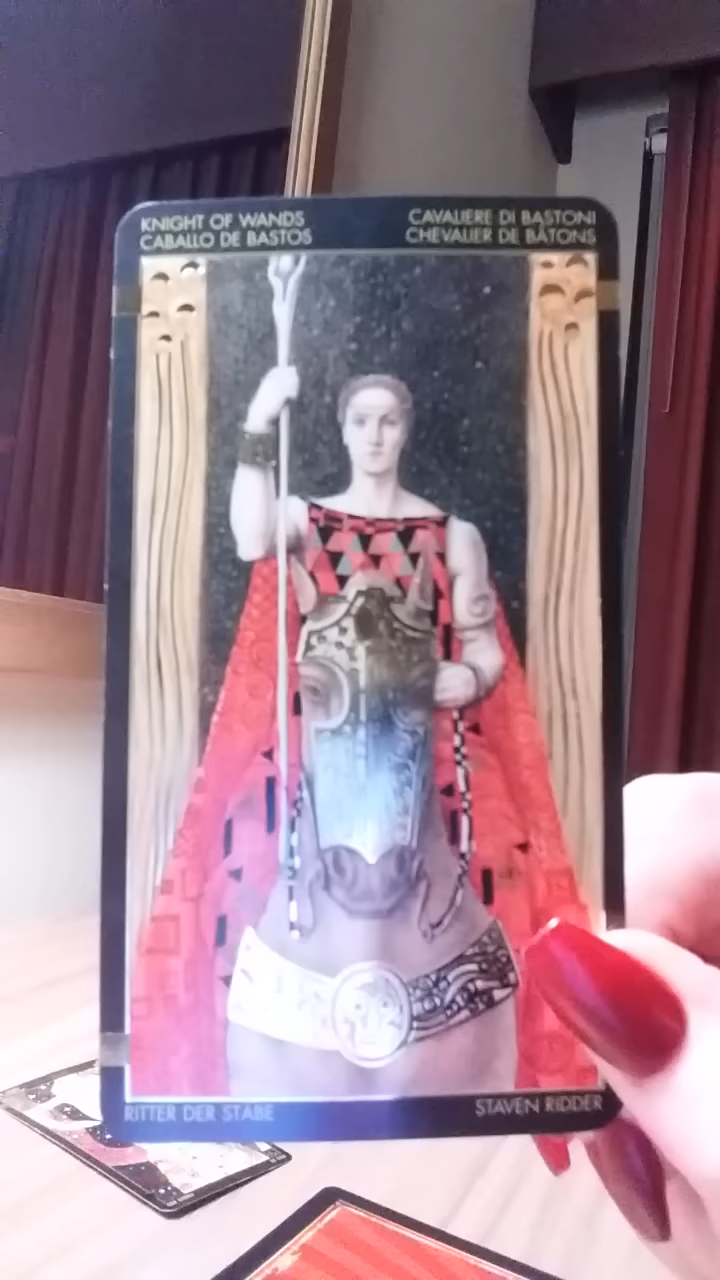 KNIGHT OF WANDS
CABALLO DE BASTOS
CAVALIERE DI BASTONI
CHEVALIER DE BÂTONS
RITTER DER STABE
STAVEN RIDDER